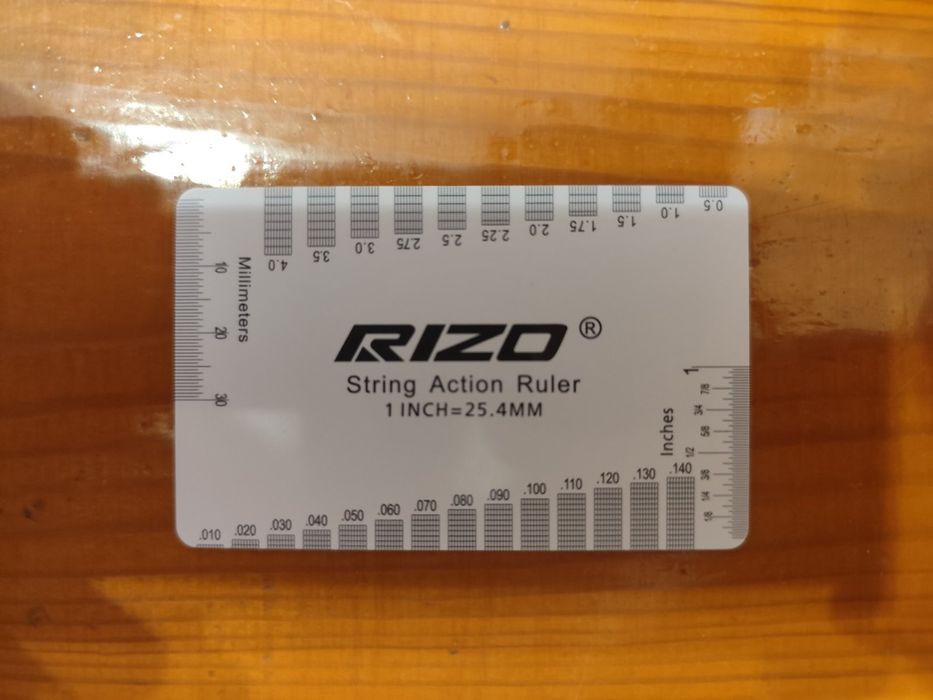 4.0 3.5 3.0 2.75 2.5 2.25 2.0 1.75 1.5 1.0 0.5
Millimeters
10
20
30
RIZO ®
String Action Ruler
1 INCH=25.4MM
Inches
1
7/8
3/4
5/8
1/2
3/8
1/4
1/8
.010 .020 .030 .040 .050 .060 .070 .080 .090 .100 .110 .120 .130 .140